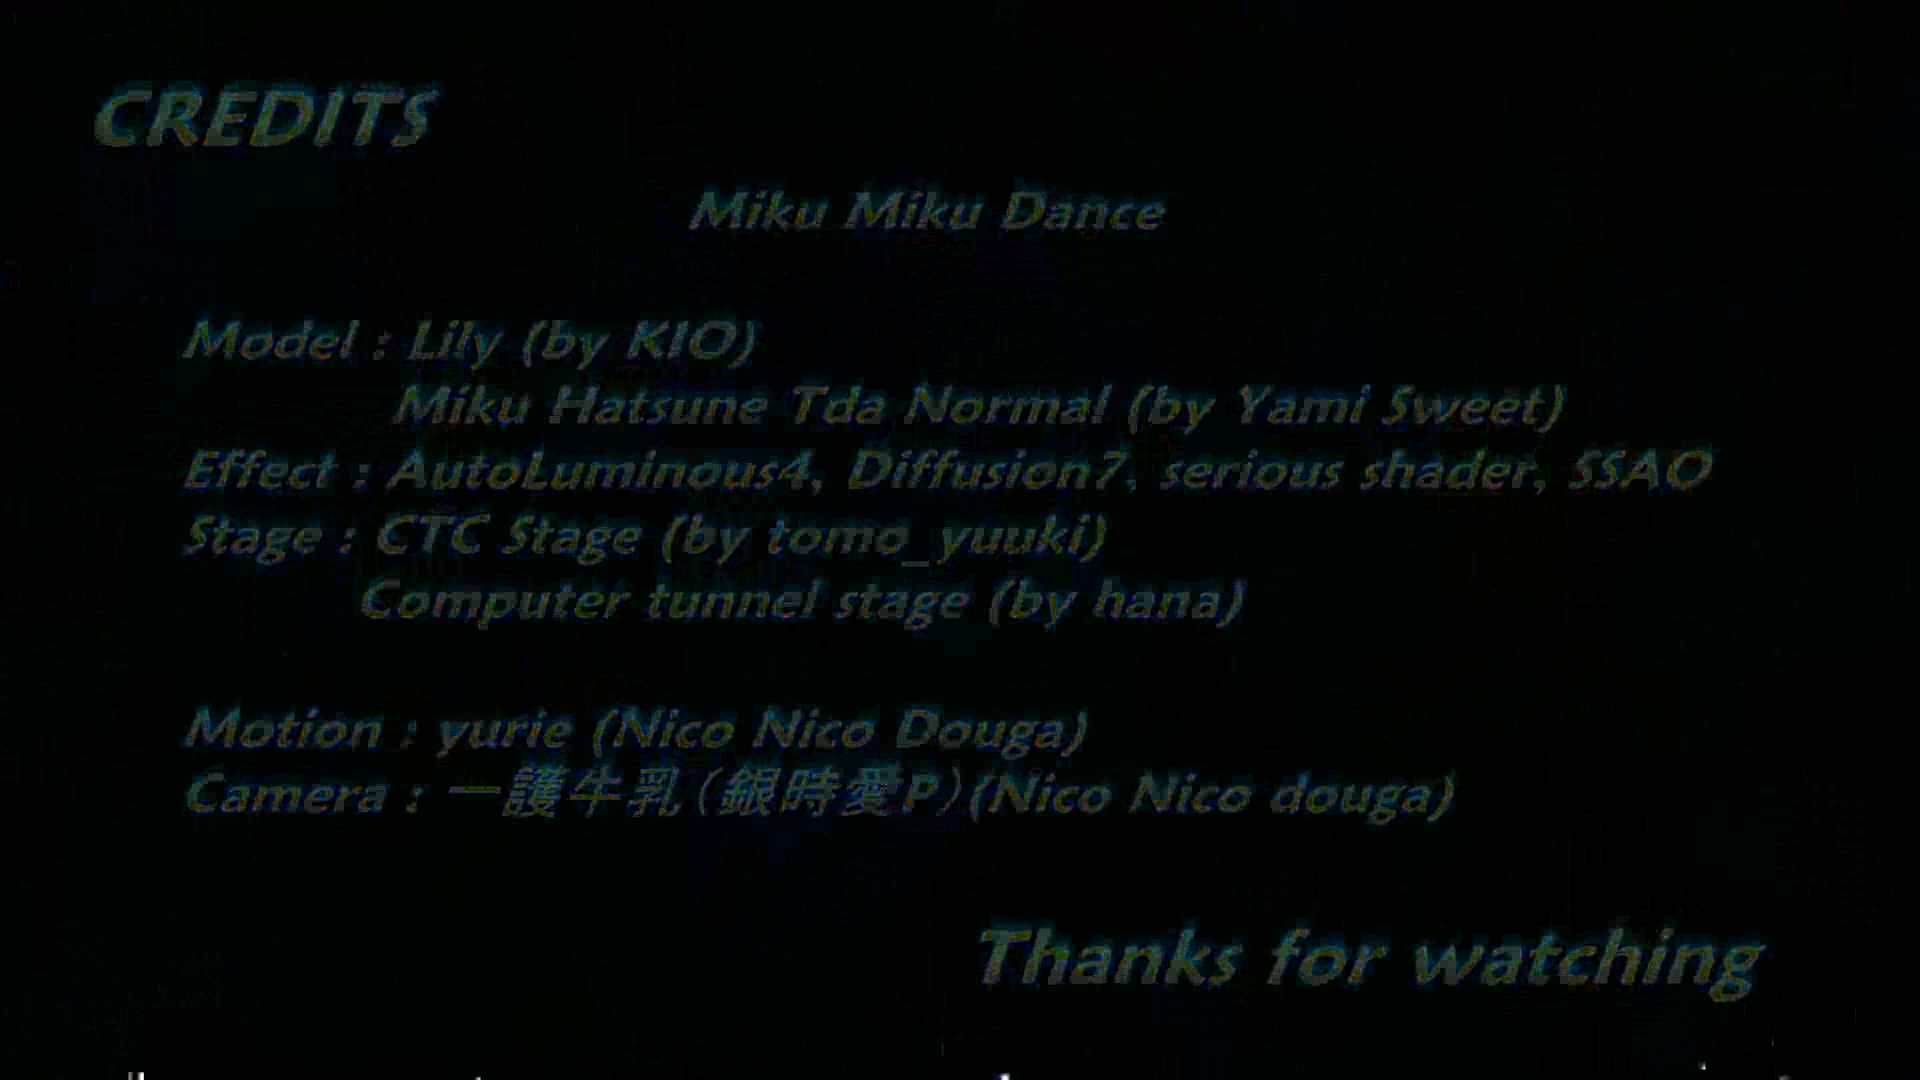 CREDITS
Miku Miku Dance
Model : Lily (by KIO)
Miku Hatsune Tda Normal (by Yami Sweet)
Effect : AutoLuminous4, Diffusion7, serious shader, SSAO
Stage : CTC Stage (by tomo_yuuki)
Computer tunnel stage (by hana)
Motion : yurie (Nico Nico Douga)
Camera : 一護牛乳(銀時愛P)(Nico Nico douga)
Thanks for watching